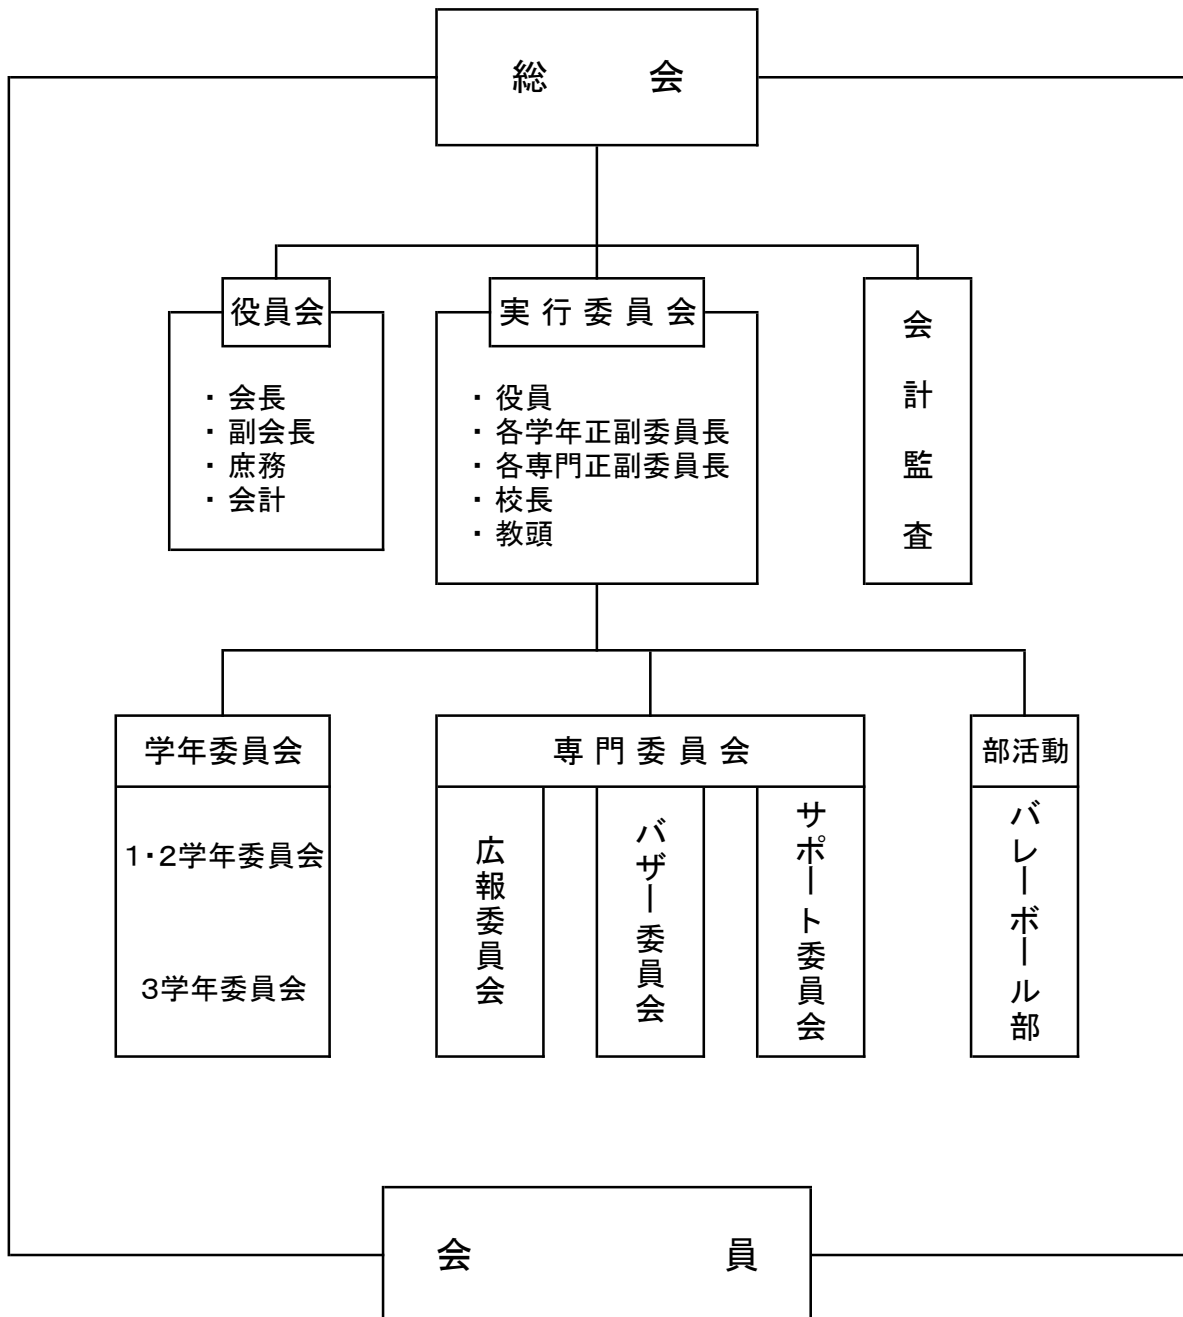 総　会
役員会
・会長
・副会長
・庶務
・会計
実行委員会
・役員
・各学年正副委員長
・各専門正副委員長
・校長
・教頭
会計監査
学年委員会
1・2学年委員会
3学年委員会
専門委員会
広報委員会
バザー委員会
サポート委員会
部活動
バレーボール部
会　員